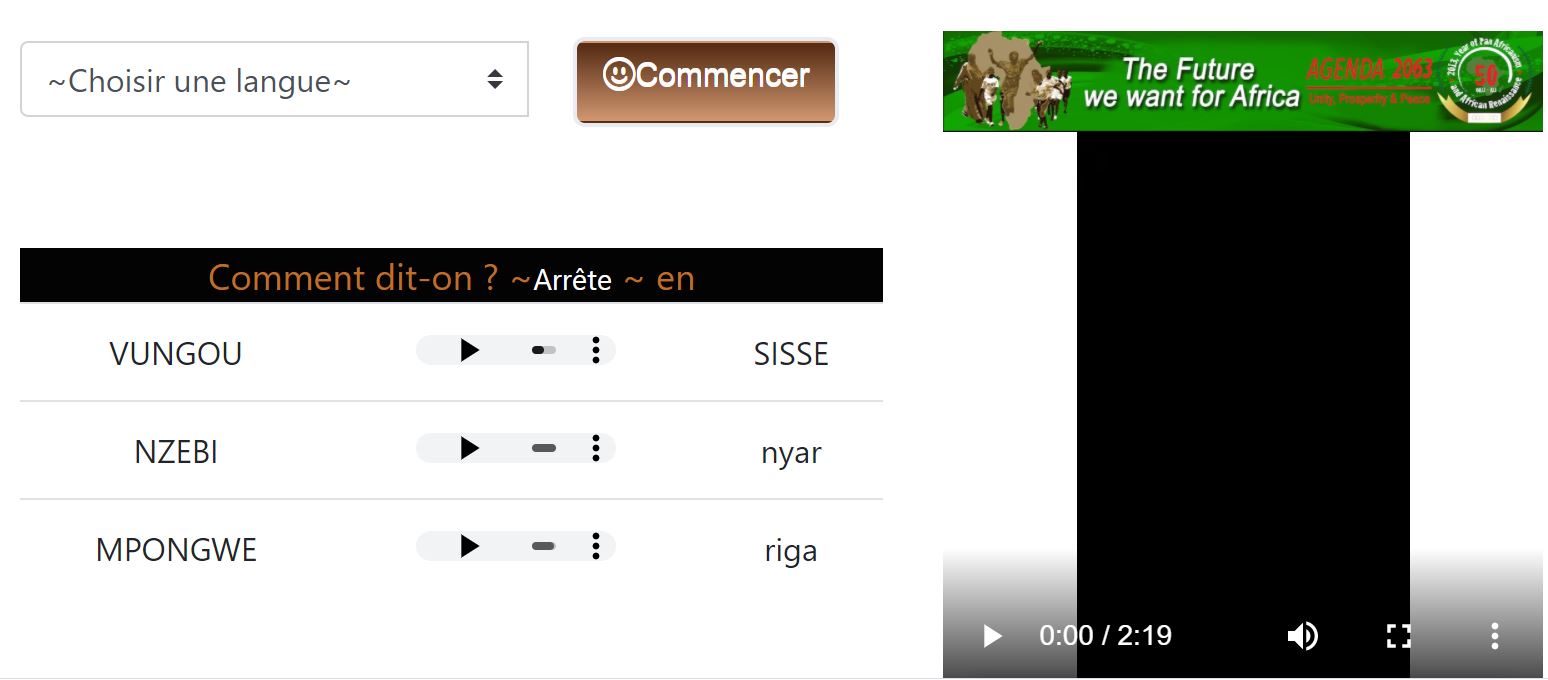 ~Choisir une langue~
Commencer
Comment dit-on ? ~Arrête ~ en
VUNGOU SISSE
NZEBI nyar
MPONGWE riga
The Future
we want for Africa
AGENDA 2063
Unity, Prosperity & Peace
2013, Year of Pan Africanism
and African Renaissance
50
0:00 / 2:19